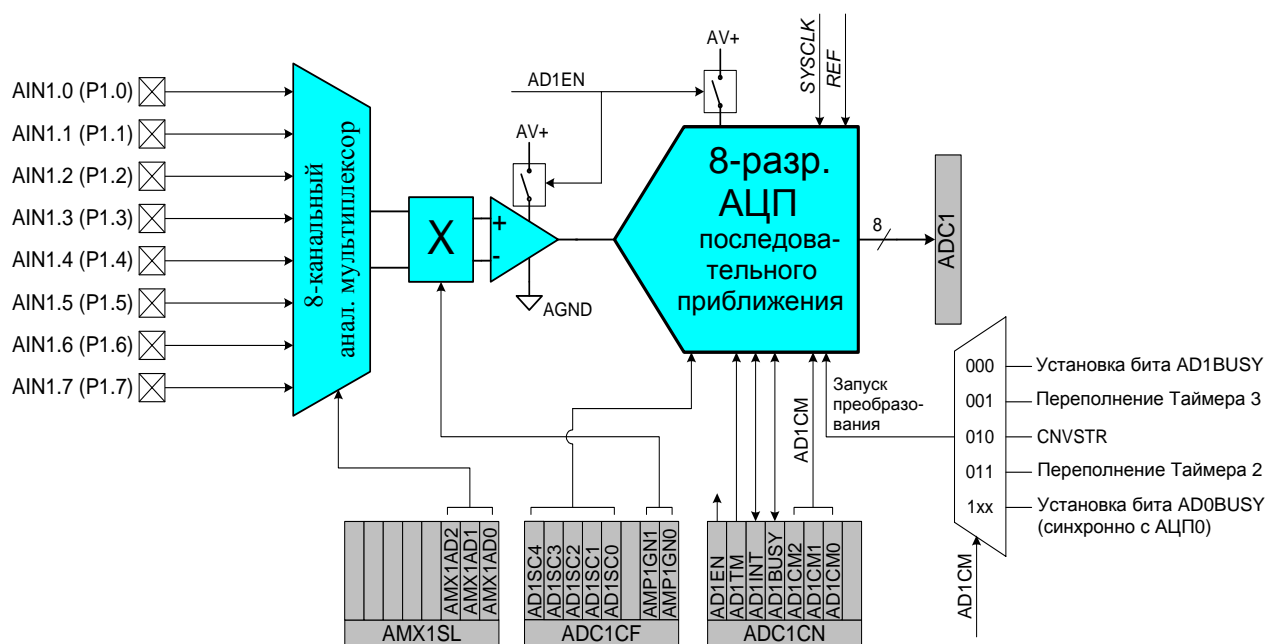 AV+
SYSCLK
REF
AIN1.0 (P1.0)
AIN1.1 (P1.1)
AIN1.2 (P1.2)
AIN1.3 (P1.3)
AIN1.4 (P1.4)
AIN1.5 (P1.5)
AIN1.6 (P1.6)
AIN1.7 (P1.7)
8-канальный
анал. мультиплексор
X
AD1EN
AV+
+
-
AGND
8-разр.
АЦП
последова-
тельного
приближения
8
ADC1
Запуск
преобразо-
вания
AD1CM
000
001
010
011
1xx
Установка бита AD1BUSY
Переполнение Таймера 3
CNVSTR
Переполнение Таймера 2
Установка бита AD0BUSY
(синхронно с АЦП0)
AD1CM
AMX1AD2
AMX1AD1
AMX1AD0
AMX1SL
AD1SC4
AD1SC3
AD1SC2
AD1SC1
AD1SC0
AMP1GN1
AMP1GN0
ADC1CF
AD1EN
AD1TM
AD1INT
AD1BUSY
AD1CM2
AD1CM1
AD1CM0
ADC1CN